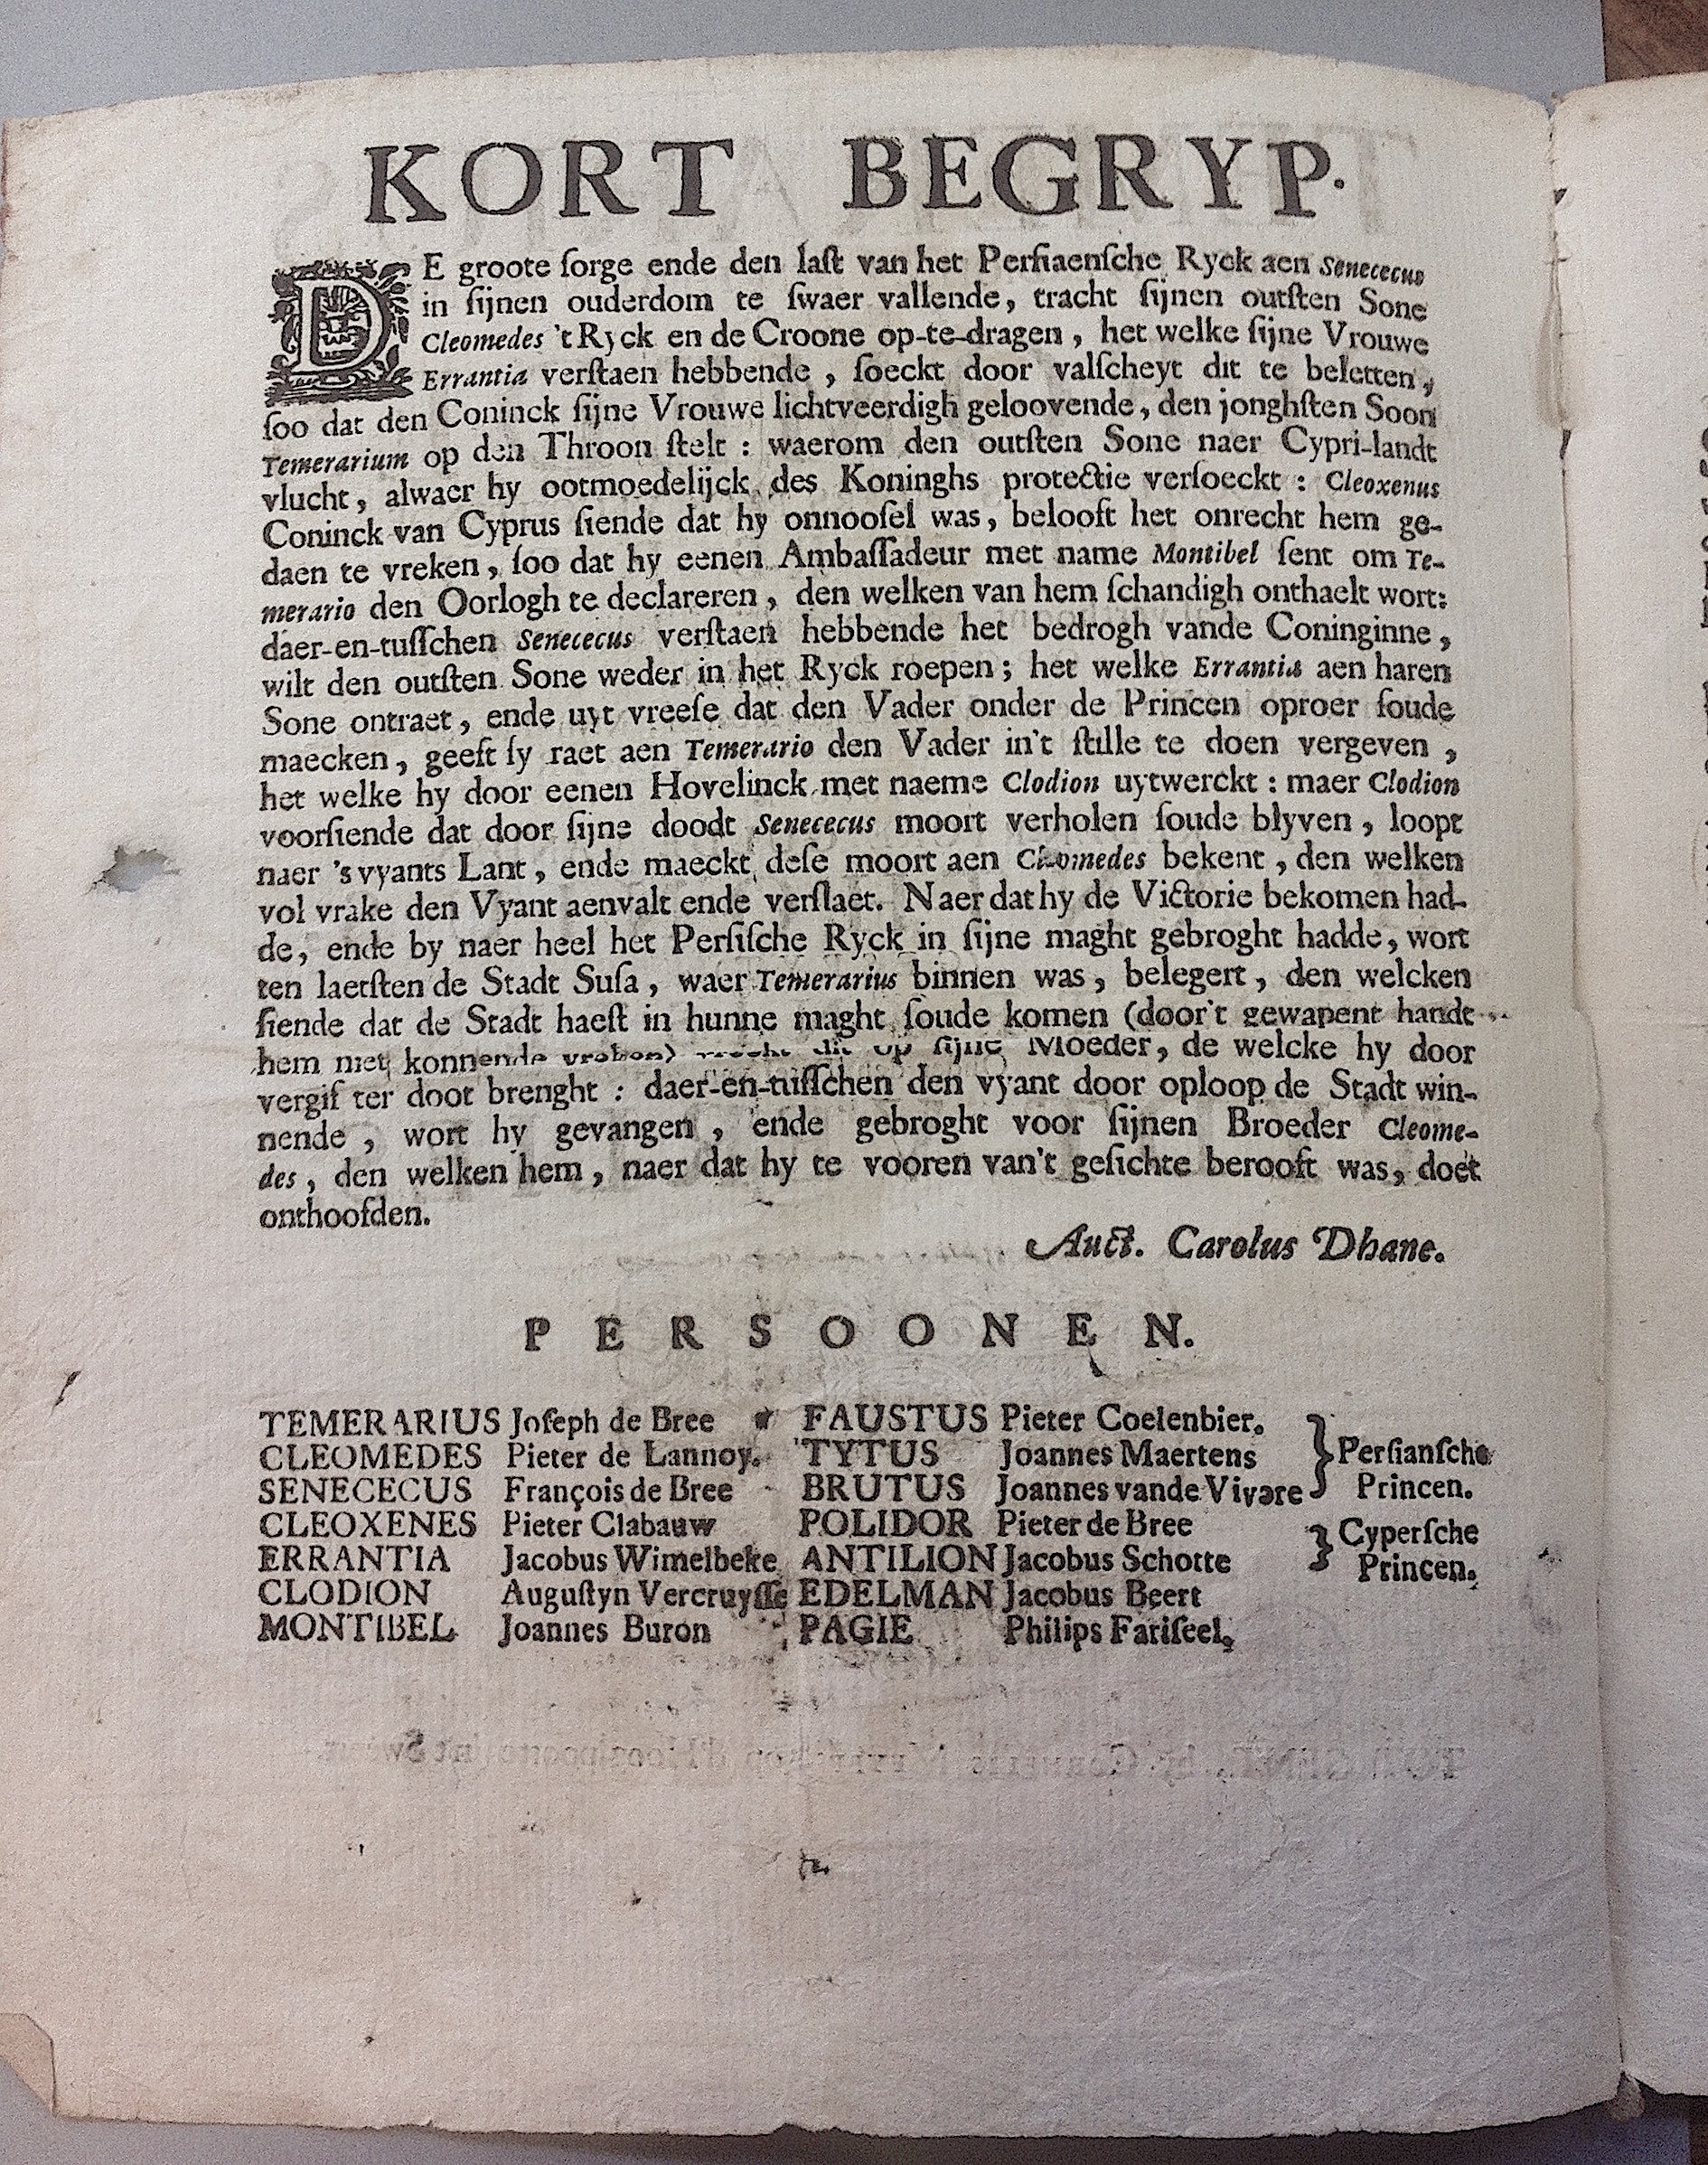 KORT BEGRYP.
DE groote ſorge ende den laſt van het Perſiaenſche Ryck aen Senececus
in ſijnen ouderdom te ſwaer vallende, tracht ſijnen outſten Sone
Cleomedes 't Ryck en de Croone op-te-dragen, het welke ſijne Vrouwe
Errantia verſtaen hebbende, ſoeckt door valſcheyt dit te beletten,
ſoo dat den Coninck ſijne Vrouwe lichtveerdigh geloovende, den jonghſten Soon
Temerarium op den Throon ſtelt : waerom den outſten Sone naer Cypri-landt
vlucht, alwaer hy ootmoedelijck des Koninghs protectie verſoeckt : Cleoxenus
Coninck van Cyprus ſiende dat hy onnooſel was, belooft het onrecht hem ge-
daen te vreken, ſoo dat hy eenen Ambaſſadeur met name Montibel ſent om Te-
merario den Oorlogh te declareren, den welken van hem ſchandigh onthaelt wort:
daer-en-tuſſchen Senececus verſtaen hebbende het bedrogh vande Coninginne,
wilt den outſten Sone weder in het Ryck roepen; het welke Errantia aen haren
Sone ontraet, ende uyt vreeſe dat den Vader onder de Princen oproer ſoude
maecken, geeft ſy raet aen Temerario den Vader in't ſtille te doen vergeven,
het welke hy door eenen Hovelinck met naeme Clodion uytwerckt : maer Clodion
voorſiende dat door ſijne doodt Senececus moort verholen ſoude blyven, loopt
naer 's vyants Lant, ende maeckt deſe moort aen Cleomedes bekent, den welken
vol vrake den Vyant aenvalt ende verſlaet. Naer dat hy de Victorie bekomen had-
de, ende by naer heel het Perſiſche Ryck in ſijne maght gebroght hadde, wort
ten laetſten de Stadt Suſa, waer Temerarius binnen was, belegert, den welcken
ſiende dat de Stadt haeſt in hunne maght ſoude komen (door't gewapent handt
hem niet konnende dit op ſijne Moeder, de welcke hy door
vergif ter doot brenght : daer-en-tuſſchen den vyant door oploop de Stadt win-
nende, wort hy gevangen, ende gebroght voor ſijnen Broeder Cleome-
des, den welken hem, naer dat hy te vooren van't geſichte berooft was, doet
onthoofden.
Auct. Carolus Dhane.
PERSOONEN.
TEMERARIUS Joſeph de Bree FAUSTUS Pieter Coelenbier.
CLEOMEDES Pieter de Lannoy. TYTUS Joannes Maertens } Perſianſche
SENECECUS François de Bree BRUTUS Joannes vande Vivere Princen.
CLEOXENES Pieter Clabauw POLIDOR Pieter de Bree } Cyperſche
ERRANTIA Jacobus Wimelbeke ANTILION Jacobus Schotte Princen.
CLODION Auguſtyn Vercruyſſe EDELMAN Jacobus Beert
MONTIBEL Joannes Buron PAGIE Philips Fariſeel,